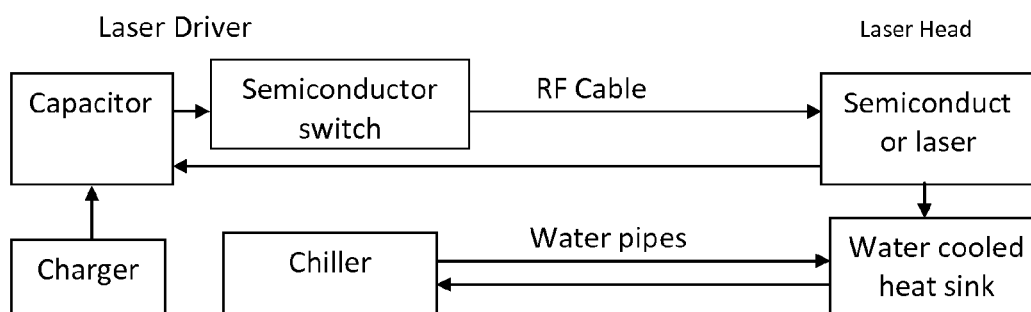 Laser Driver
Laser Head
Capacitor
Semiconductor
switch
RF Cable
Semiconduct
or laser
Charger
Chiller
Water pipes
Water cooled
heat sink